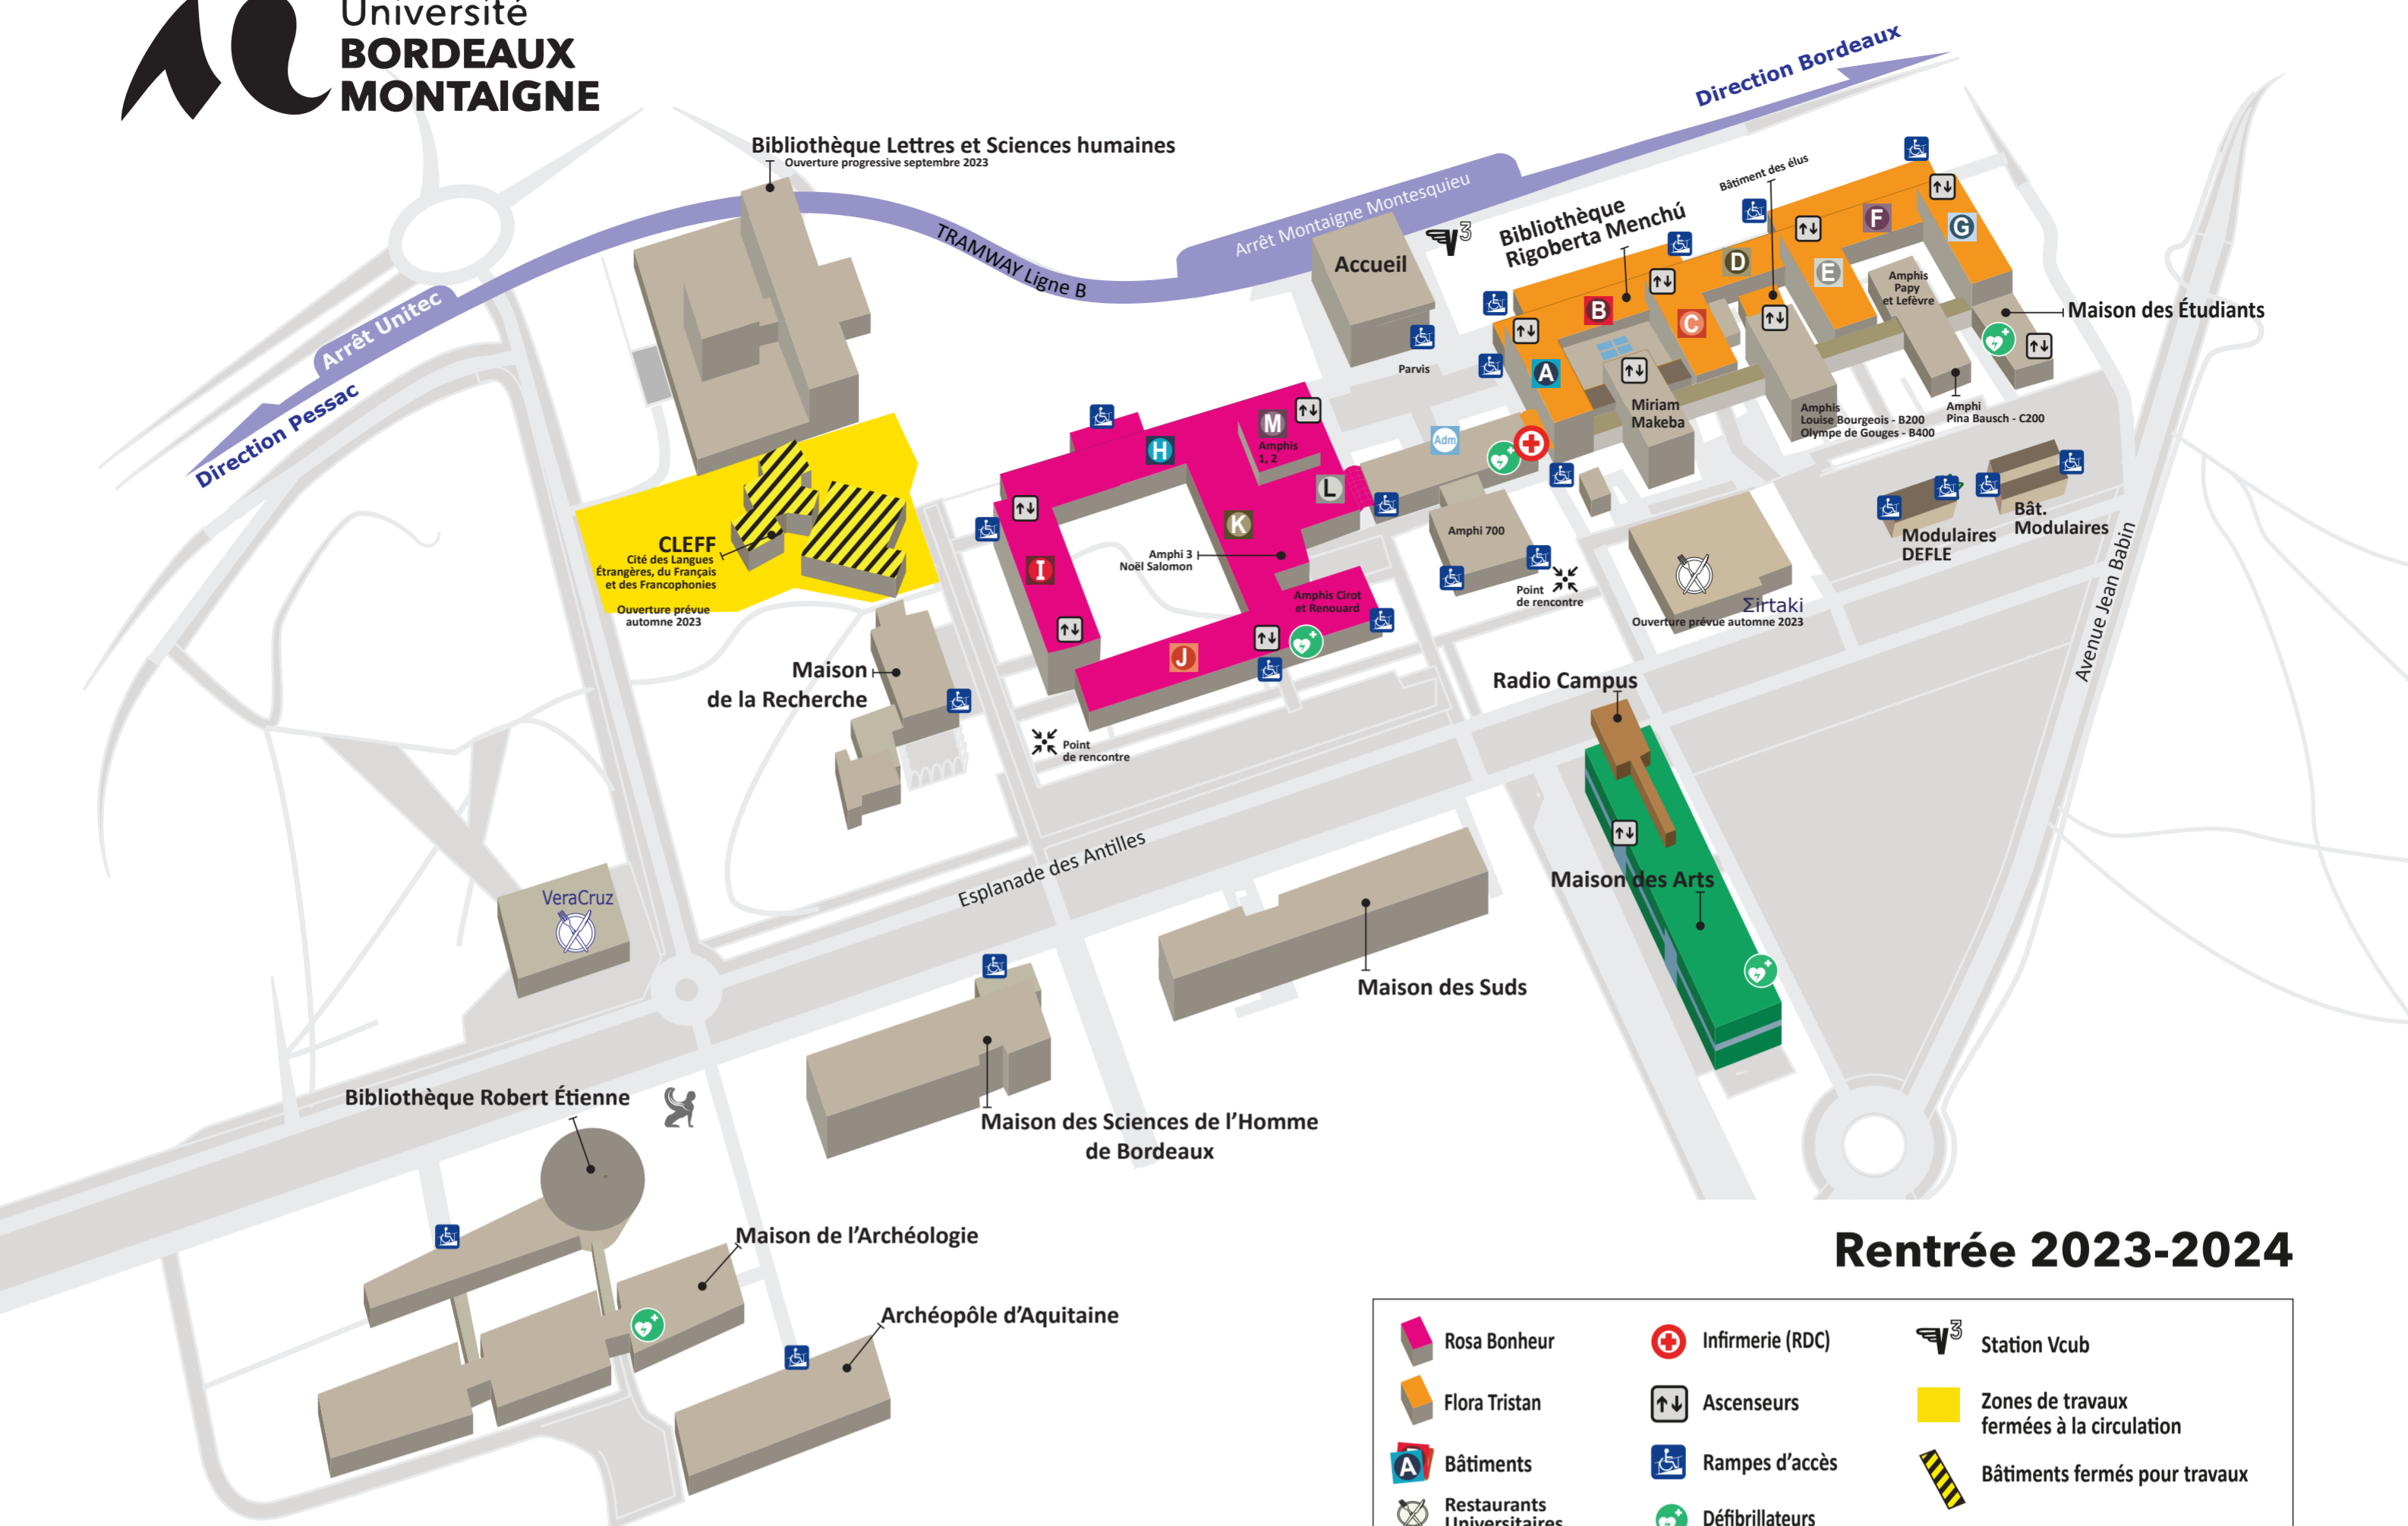 Université
BORDEAUX
MONTAIGNE
Direction Bordeaux
Bibliothèque Lettres et Sciences humaines
Ouverture progressive septembre 2023
TRAMWAY Ligne B
Arrêt Montaigne Montesquieu
Arrêt Unitec
Direction Pessac
Accueil
3
Bibliothèque
Rigoberta Menchú
Bâtiment des élus
Parvis
A
B
C
D
E
F
G
Amphis
Papy
et Lefèvre
Maison des Étudiants
Miriam
Makeba
Amphis
Louise Bourgeois - B200
Olympe de Gouges - B400
Amphi
Pina Bausch - C200
Adm
H
M
Amphis
1, 2
L
K
I
J
Amphi 3
Noël Salomon
Amphis Cirot
et Renouard
Amphi 700
Point
de rencontre
Σirtaki
Ouverture prévue automne 2023
Modulaires
DEFLE
Bât.
Modulaires
Avenue Jean Babin
CLEFF
Cité des Langues
Étrangères, du Français
et des Francophonies
Ouverture prévue
automne 2023
Maison
de la Recherche
Point
de rencontre
Radio Campus
Maison des Arts
Esplanade des Antilles
VeraCruz
Maison des Suds
Maison des Sciences de l'Homme
de Bordeaux
Bibliothèque Robert Étienne
Maison de l'Archéologie
Archéopôle d'Aquitaine
Rentrée 2023-2024
Rosa Bonheur
Flora Tristan
A
Bâtiments
Restaurants
Universitaires
Infirmerie (RDC)
Ascenseurs
Rampes d'accès
Défibrillateurs
3
Station Vcub
Zones de travaux
fermées à la circulation
Bâtiments fermés pour travaux